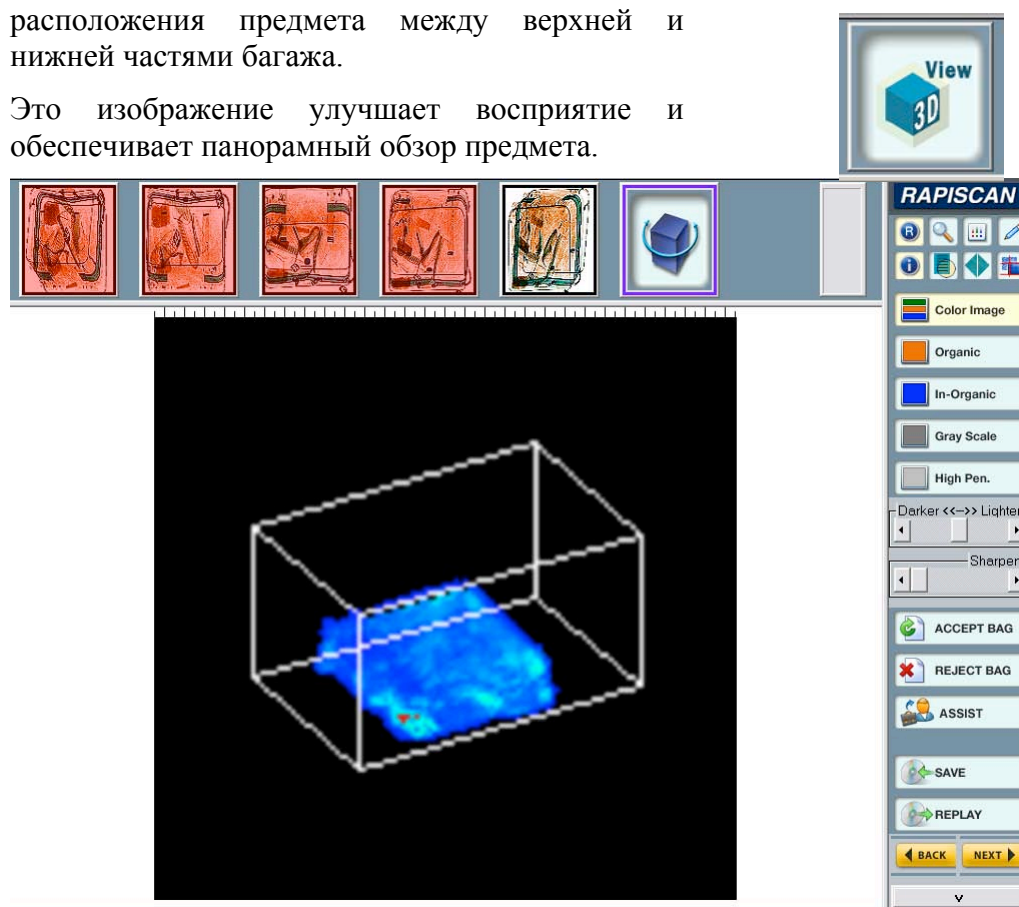 расположения предмета между верхней и
нижней частями багажа.
Это изображение улучшает восприятие и
обеспечивает панорамный обзор предмета.
View
3D
RAPISCAN
R
i
Color Image
Organic
In-Organic
Gray Scale
High Pen.
Darker <<-->> Lighter
Sharpen
ACCEPT BAG
REJECT BAG
ASSIST
SAVE
REPLAY
BACK NEXT
v